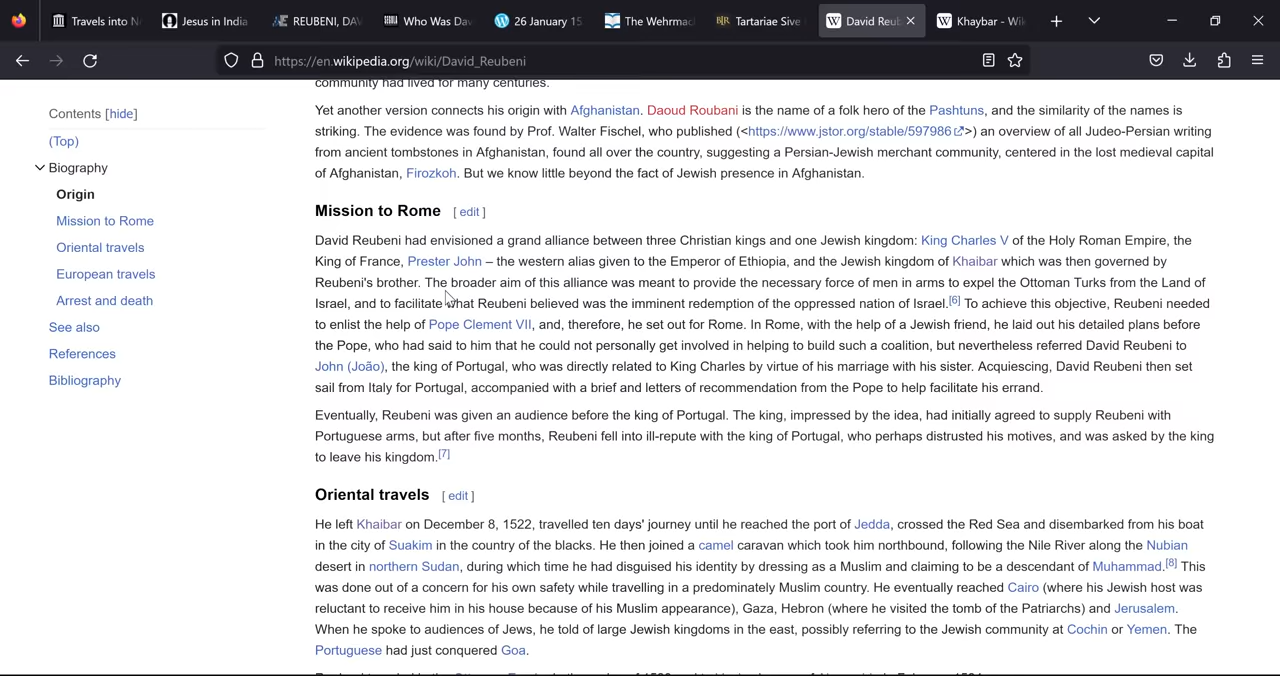 Travels into N
Jesus in India
REUBENI, DAV
Who Was Dav
26 January 15
The Wehrmac
Tartariae Sive
David Reub
Khaybar - Wik
https://en.wikipedia.org/wiki/David_Reubeni
Contents [hide]
(Top)
Biography
Origin
Mission to Rome
Oriental travels
European travels
Arrest and death
See also
References
Bibliography
community had lived for many centuries.
Yet another version connects his origin with Afghanistan. Daoud Roubani is the name of a folk hero of the Pashtuns, and the similarity of the names is
striking. The evidence was found by Prof. Walter Fischel, who published (<https://www.jstor.org/stable/597986>) an overview of all Judeo-Persian writing
from ancient tombstones in Afghanistan, found all over the country, suggesting a Persian-Jewish merchant community, centered in the lost medieval capital
of Afghanistan, Firozkoh. But we know little beyond the fact of Jewish presence in Afghanistan.
Mission to Rome [ edit ]
David Reubeni had envisioned a grand alliance between three Christian kings and one Jewish kingdom: King Charles V of the Holy Roman Empire, the
King of France, Prester John – the western alias given to the Emperor of Ethiopia, and the Jewish kingdom of Khaibar which was then governed by
Reubeni's brother. The broader aim of this alliance was meant to provide the necessary force of men in arms to expel the Ottoman Turks from the Land of
Israel, and to facilitate what Reubeni believed was the imminent redemption of the oppressed nation of Israel.[6] To achieve this objective, Reubeni needed
to enlist the help of Pope Clement VII, and, therefore, he set out for Rome. In Rome, with the help of a Jewish friend, he laid out his detailed plans before
the Pope, who had said to him that he could not personally get involved in helping to build such a coalition, but nevertheless referred David Reubeni to
John (João), the king of Portugal, who was directly related to King Charles by virtue of his marriage with his sister. Acquiescing, David Reubeni then set
sail from Italy for Portugal, accompanied with a brief and letters of recommendation from the Pope to help facilitate his errand.
Eventually, Reubeni was given an audience before the king of Portugal. The king, impressed by the idea, had initially agreed to supply Reubeni with
Portuguese arms, but after five months, Reubeni fell into ill-repute with the king of Portugal, who perhaps distrusted his motives, and was asked by the king
to leave his kingdom.[7]
Oriental travels [ edit ]
He left Khaibar on December 8, 1522, travelled ten days' journey until he reached the port of Jedda, crossed the Red Sea and disembarked from his boat
in the city of Suakim in the country of the blacks. He then joined a camel caravan which took him northbound, following the Nile River along the Nubian
desert in northern Sudan, during which time he had disguised his identity by dressing as a Muslim and claiming to be a descendant of Muhammad.[8] This
was done out of a concern for his own safety while travelling in a predominately Muslim country. He eventually reached Cairo (where his Jewish host was
reluctant to receive him in his house because of his Muslim appearance), Gaza, Hebron (where he visited the tomb of the Patriarchs) and Jerusalem.
When he spoke to audiences of Jews, he told of large Jewish kingdoms in the east, possibly referring to the Jewish community at Cochin or Yemen. The
Portuguese had just conquered Goa.